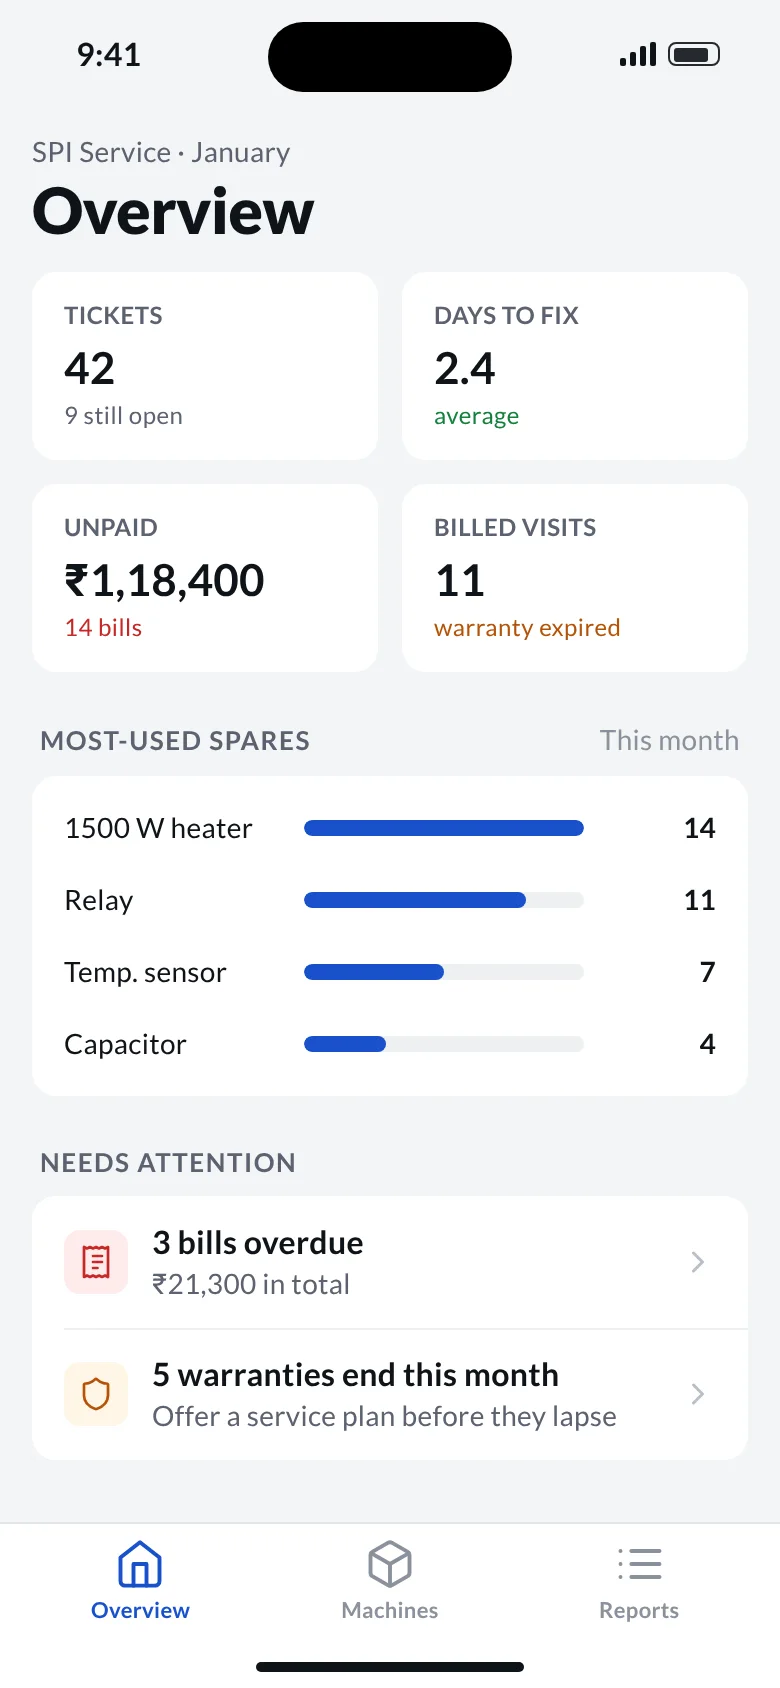 9:41
SPI Service · January
Overview
TICKETS
42
9 still open
DAYS TO FIX
2.4
average
UNPAID
₹1,18,400
14 bills
BILLED VISITS
11
warranty expired
MOST-USED SPARES
This month
1500 W heater 14
Relay 11
Temp. sensor 7
Capacitor 4
NEEDS ATTENTION
3 bills overdue
₹21,300 in total
5 warranties end this month
Offer a service plan before they lapse
Overview
Machines
Reports